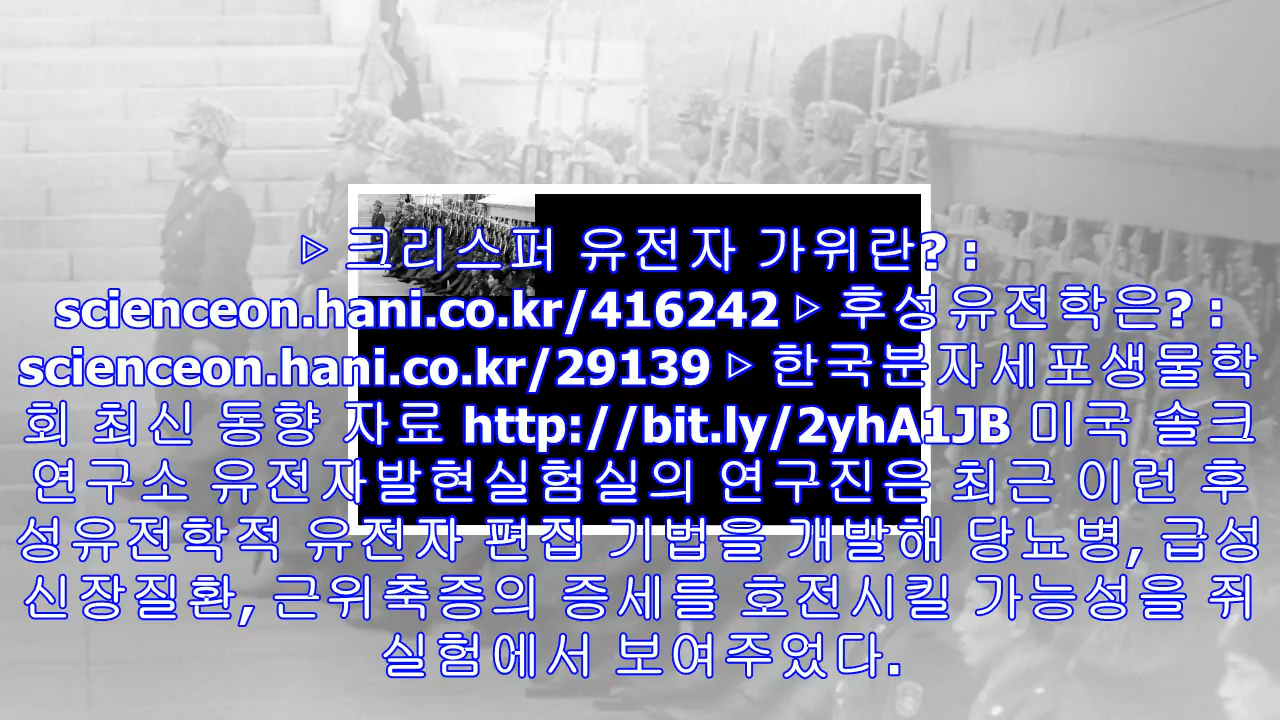 ▷ 크리스퍼 유전자 가위란? :
scienceon.hani.co.kr/416242 ▷ 후성유전학은? :
scienceon.hani.co.kr/29139 ▷ 한국분자세포생물학
회 최신 동향 자료 http://bit.ly/2yhA1JB 미국 솔크
연구소 유전자발현실험실의 연구진은 최근 이런 후
성유전학적 유전자 편집 기법을 개발해 당뇨병, 급성
신장질환, 근위축증의 증세를 호전시킬 가능성을 쥐
실험에서 보여주었다.